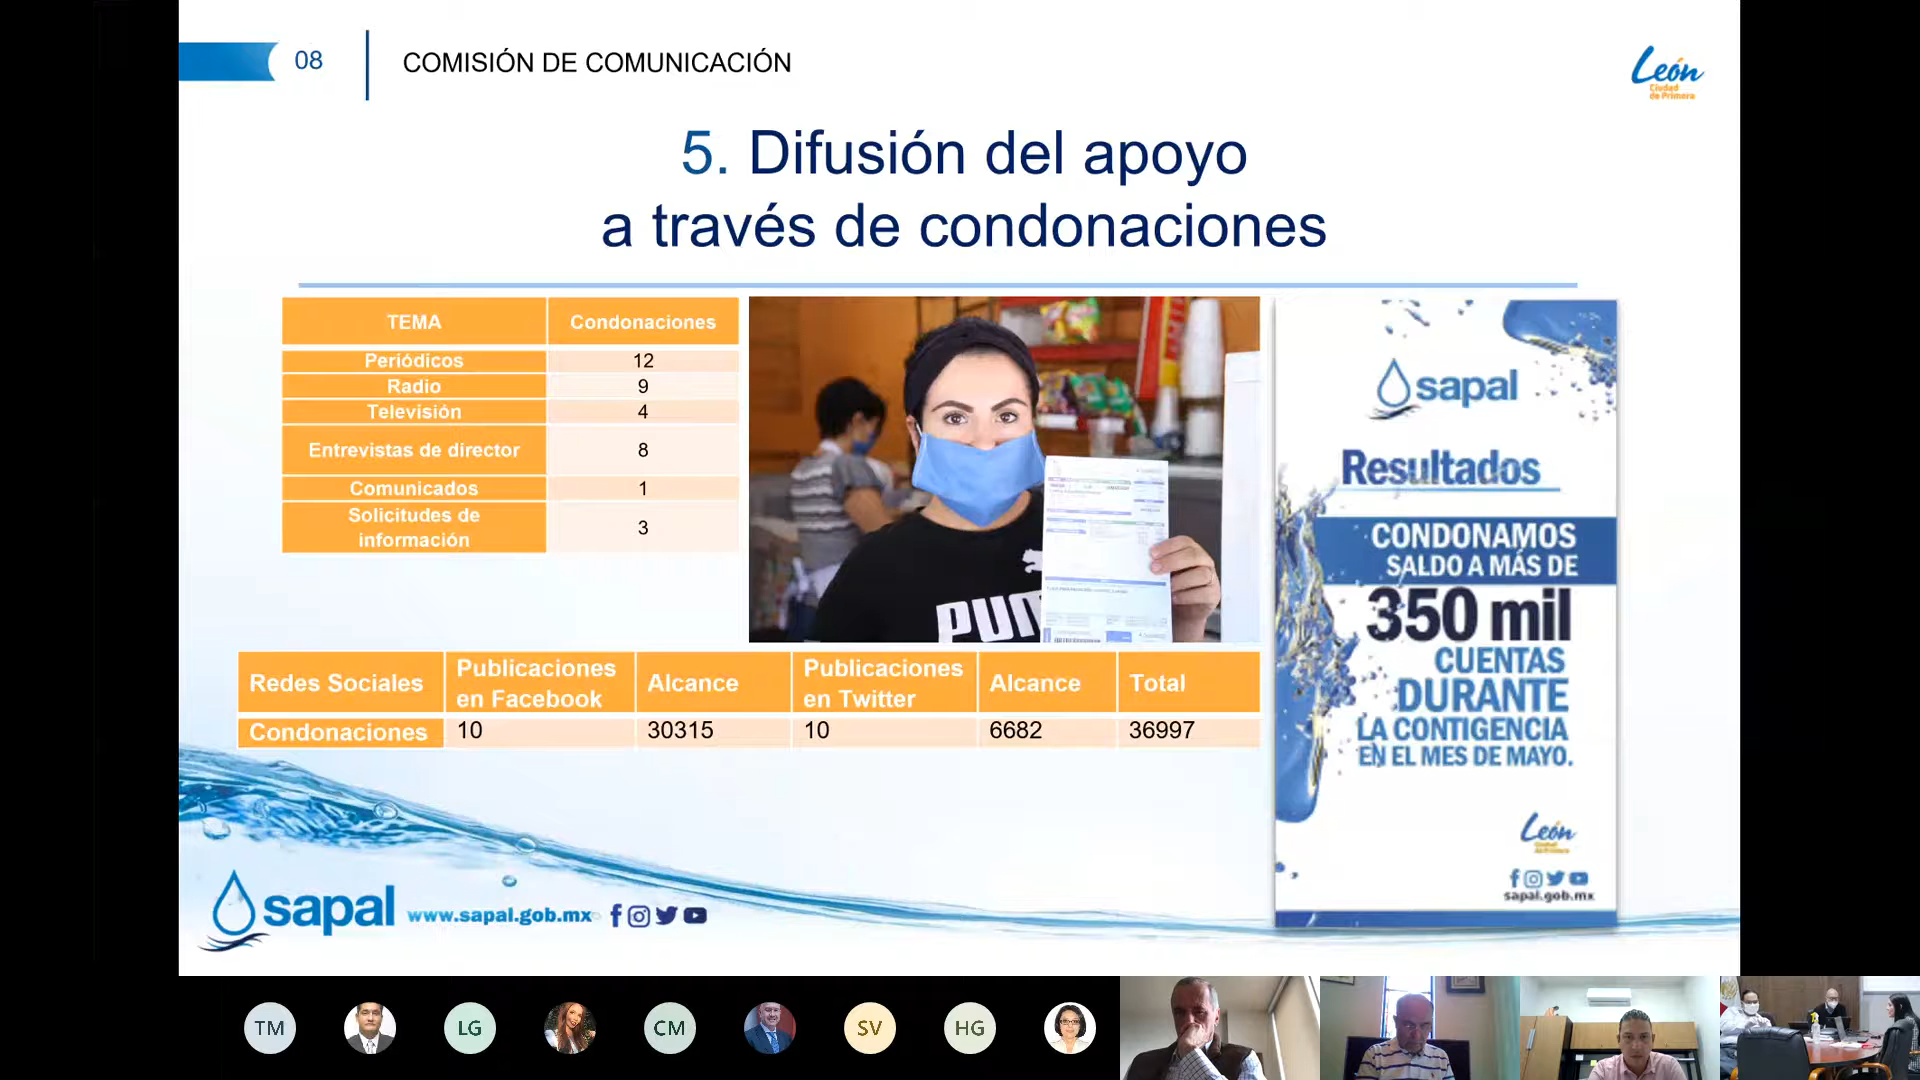 08
COMISIÓN DE COMUNICACIÓN
León
Ciudad
de Primera
5. Difusión del apoyo
a través de condonaciones
TEMA
Condonaciones
Periódicos
12
Radio
9
Televisión
4
Entrevistas de director
8
Comunicados
1
Solicitudes de
información
3
PUM
sapal
Resultados
CONDONAMOS
SALDO A MÁS DE
350 mil
CUENTAS
DURANTE
LA CONTIGENCIA
EN EL MES DE MAYO.
León
Ciudad
de Primera
sapal.gob.mx
Redes Sociales
Publicaciones
en Facebook
Alcance
Publicaciones
en Twitter
Alcance
Total
Condonaciones
10
30315
10
6682
36997
sapal
www.sapal.gob.mx
TM
LG
CM
SV
HG